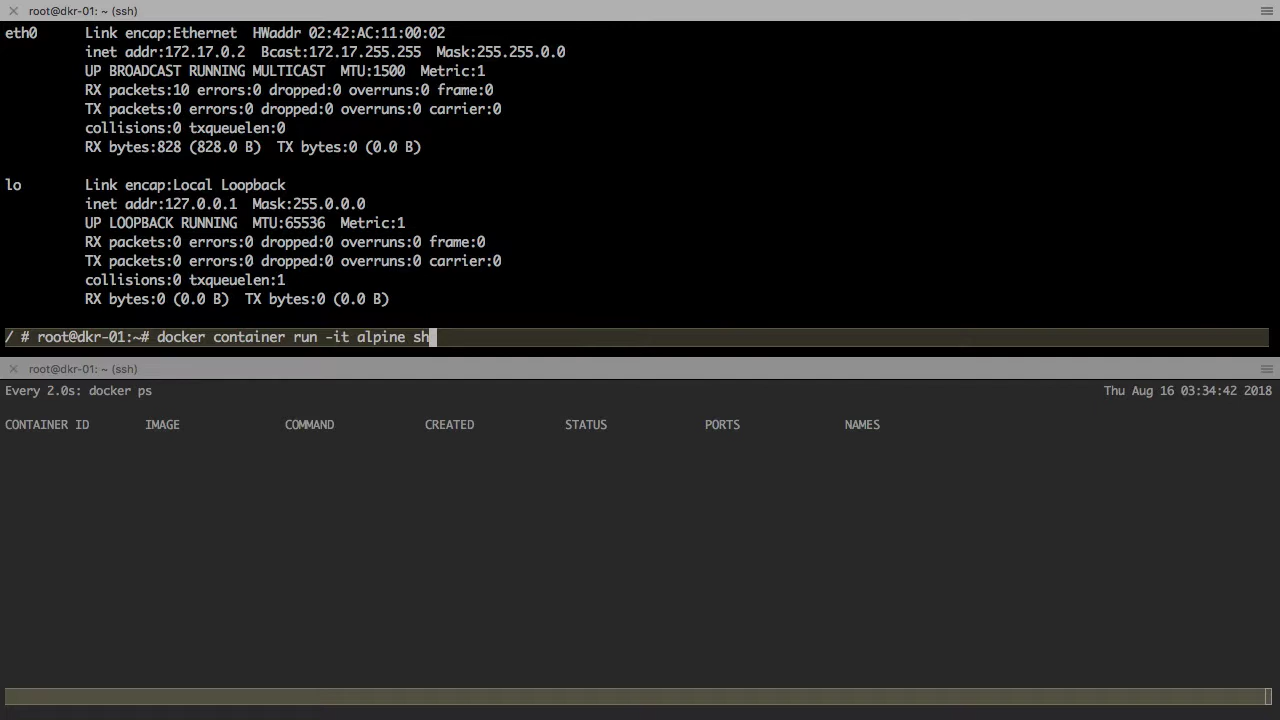 root@dkr-01: ~ (ssh)
eth0 Link encap:Ethernet HWaddr 02:42:AC:11:00:02
inet addr:172.17.0.2 Bcast:172.17.255.255 Mask:255.255.0.0
UP BROADCAST RUNNING MULTICAST MTU:1500 Metric:1
RX packets:10 errors:0 dropped:0 overruns:0 frame:0
TX packets:0 errors:0 dropped:0 overruns:0 carrier:0
collisions:0 txqueuelen:0
RX bytes:828 (828.0 B) TX bytes:0 (0.0 B)
lo Link encap:Local Loopback
inet addr:127.0.0.1 Mask:255.0.0.0
UP LOOPBACK RUNNING MTU:65536 Metric:1
RX packets:0 errors:0 dropped:0 overruns:0 frame:0
TX packets:0 errors:0 dropped:0 overruns:0 carrier:0
collisions:0 txqueuelen:1
RX bytes:0 (0.0 B) TX bytes:0 (0.0 B)
/ # root@dkr-01:~# docker container run -it alpine sh
root@dkr-01: ~ (ssh)
Every 2.0s: docker ps Thu Aug 16 03:34:42 2018
CONTAINER ID IMAGE COMMAND CREATED STATUS PORTS NAMES